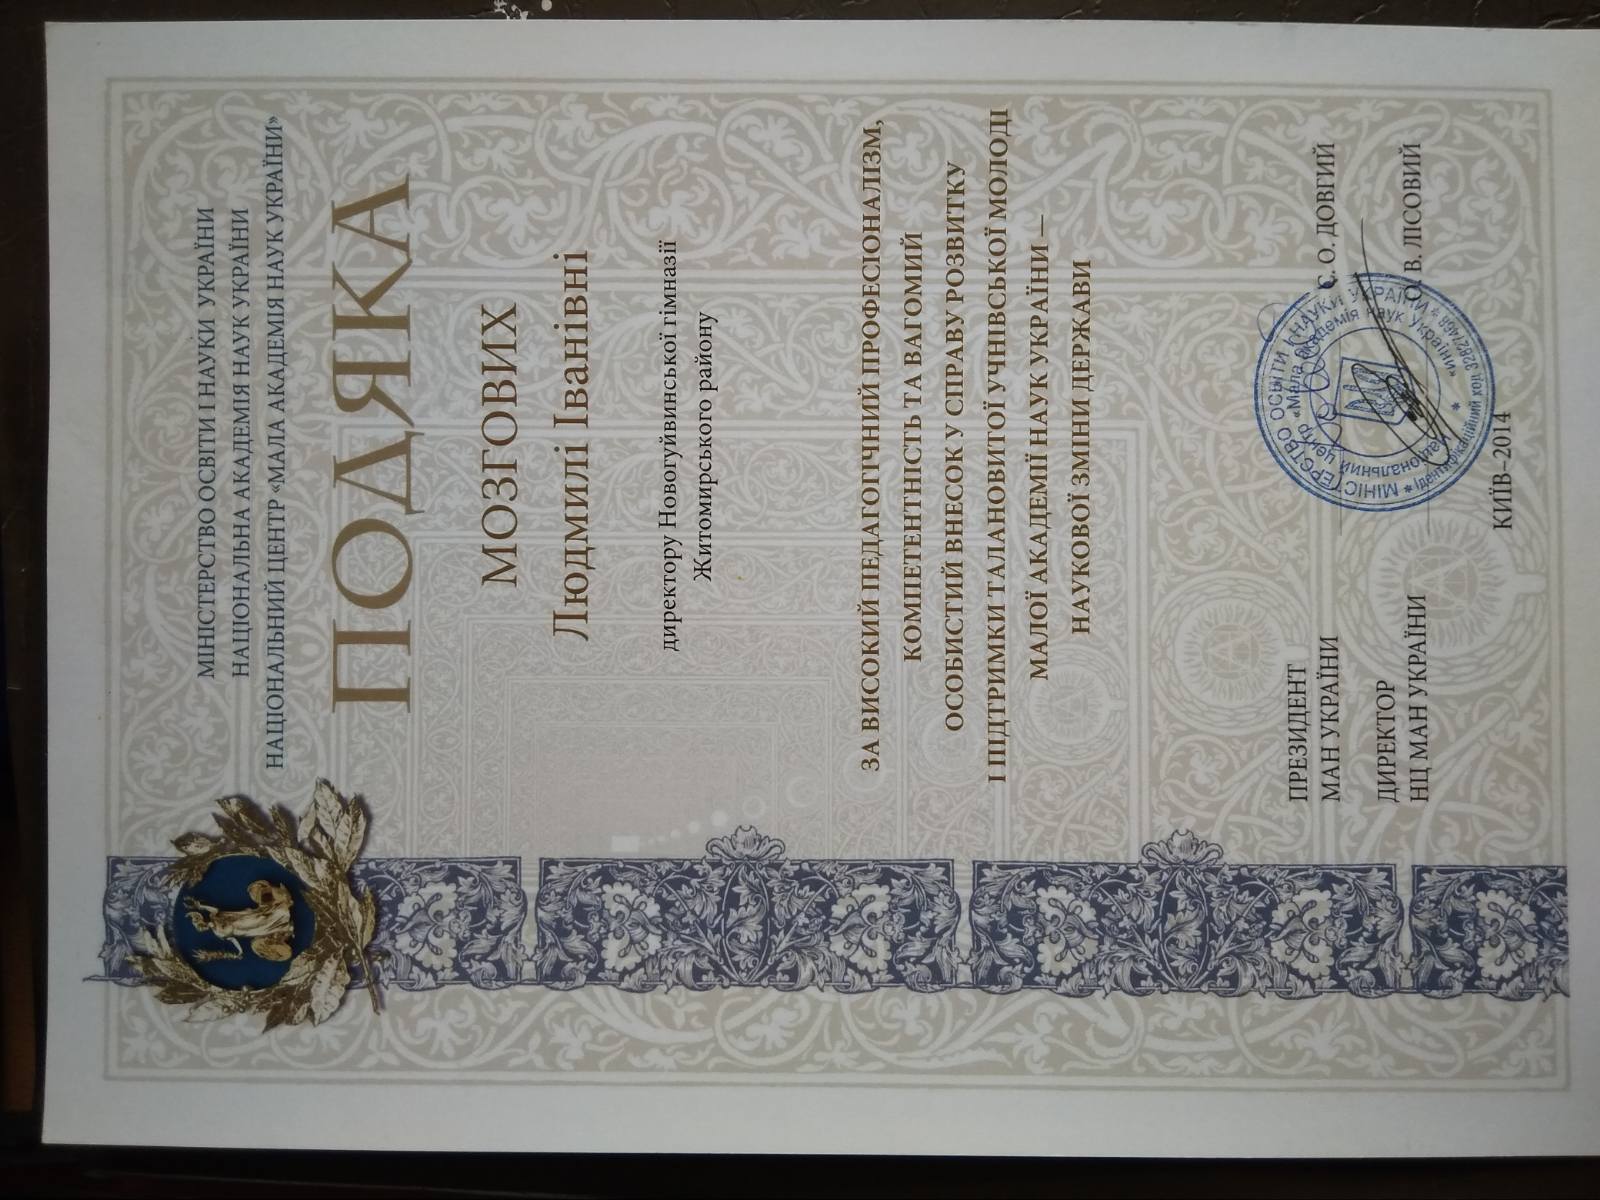 МІНІСТЕРСТВО ОСВІТИ І НАУКИ УКРАЇНИ
НАЦІОНАЛЬНА АКАДЕМІЯ НАУК УКРАЇНИ
НАЦІОНАЛЬНИЙ ЦЕНТР «МАЛА АКАДЕМІЯ НАУК УКРАЇНИ»
ПОДЯКА
МОЗГОВИХ
Людмилі Іванівні
директору Новогуйвинської гімназії
Житомирського району
ЗА ВИСОКИЙ ПЕДАГОГІЧНИЙ ПРОФЕСІОНАЛІЗМ,
КОМПЕТЕНТНІСТЬ ТА ВАГОМИЙ
ОСОБИСТИЙ ВНЕСОК У СПРАВУ РОЗВИТКУ
І ПІДТРИМКИ ТАЛАНОВИТОЇ УЧНІВСЬКОЇ МОЛОДІ
МАЛОЇ АКАДЕМІЇ НАУК УКРАЇНИ —
НАУКОВОЇ ЗМІНИ ДЕРЖАВИ
ПРЕЗИДЕНТ
МАН УКРАЇНИ
С. О. ДОВГИЙ
ДИРЕКТОР
НЦ МАН УКРАЇНИ
О. В. ЛІСОВИЙ
МІНІСТЕРСТВО ОСВІТИ І НАУКИ УКРАЇНИ
Національний центр «Мала академія наук України»
Ідентифікаційний код 32827468
КИЇВ–2014